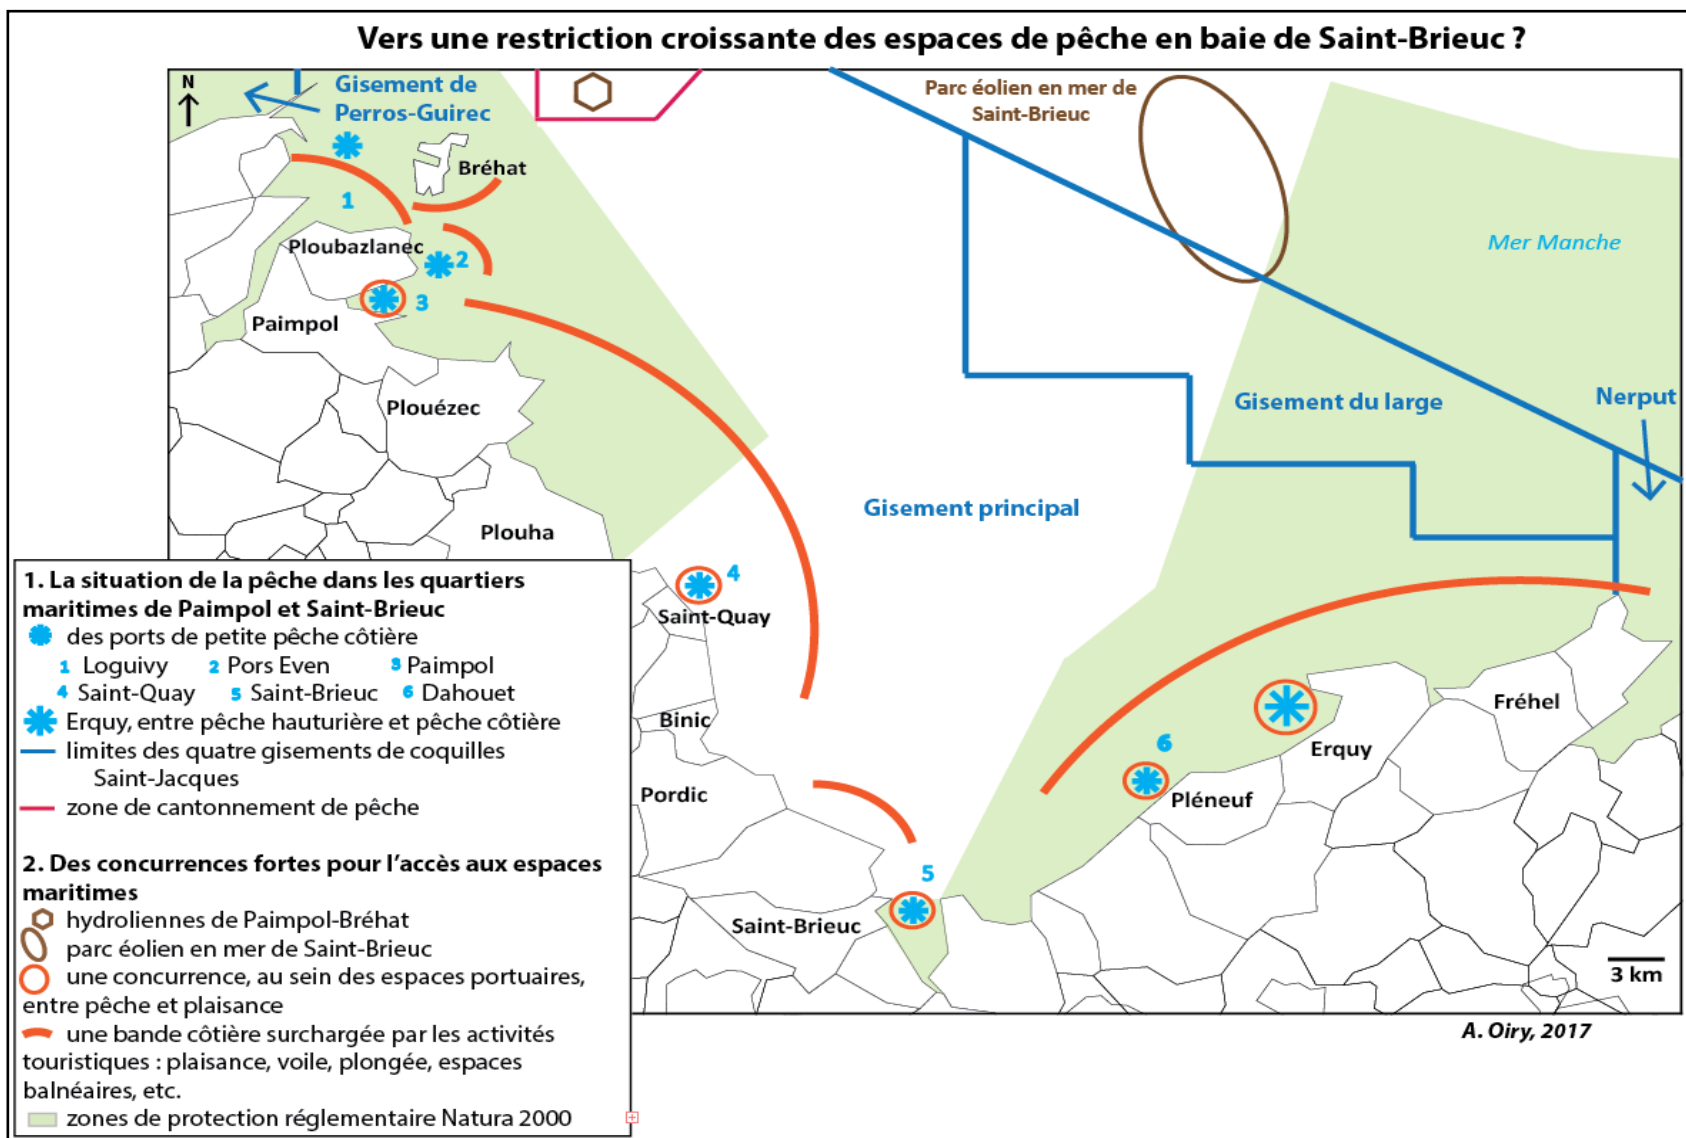 Vers une restriction croissante des espaces de pêche en baie de Saint-Brieuc ?
N
Gisement de
Perros-Guirec
Parc éolien en mer de
Saint-Brieuc
Bréhat
1
Mer Manche
Ploubazlanec
2
3
Paimpol
Gisement du large
Nerput
Plouézec
Gisement principal
Plouha
4
Saint-Quay
Binic
Fréhel
Erquy
6
Pordic
Pléneuf
5
Saint-Brieuc
3 km
A. Oiry, 2017
1. La situation de la pêche dans les quartiers
maritimes de Paimpol et Saint-Brieuc
des ports de petite pêche côtière
1 Loguivy 2 Pors Even 3 Paimpol
4 Saint-Quay 5 Saint-Brieuc 6 Dahouet
Erquy, entre pêche hauturière et pêche côtière
limites des quatre gisements de coquilles
Saint-Jacques
zone de cantonnement de pêche
2. Des concurrences fortes pour l'accès aux espaces
maritimes
hydroliennes de Paimpol-Bréhat
parc éolien en mer de Saint-Brieuc
une concurrence, au sein des espaces portuaires,
entre pêche et plaisance
une bande côtière surchargée par les activités
touristiques : plaisance, voile, plongée, espaces
balnéaires, etc.
zones de protection réglementaire Natura 2000